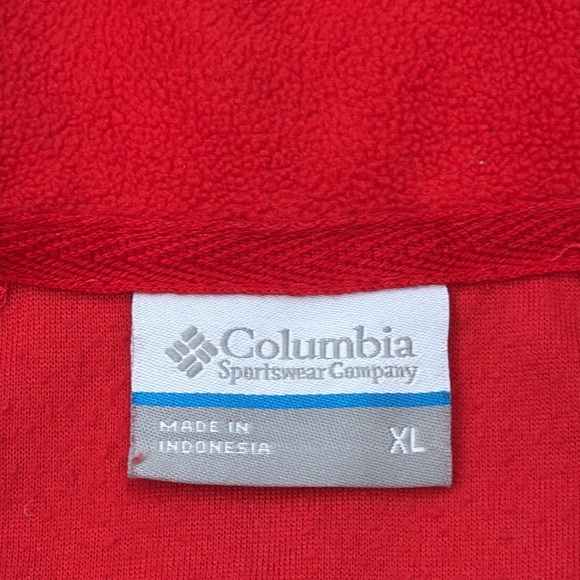 Columbia
Sportswear Company
MADE IN
INDONESIA
XL